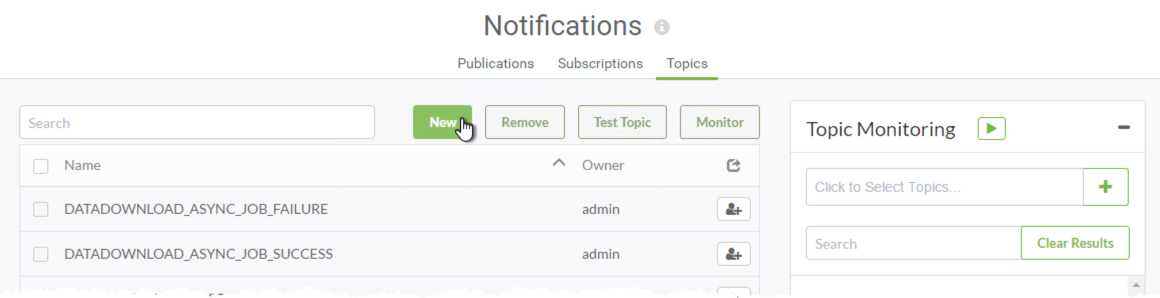 Notifications
Publications Subscriptions Topics
Search New Remove Test Topic Monitor
Name Owner
DATADOWNLOAD_ASYNC_JOB_FAILURE admin
DATADOWNLOAD_ASYNC_JOB_SUCCESS admin
Topic Monitoring
Click to Select Topics...
Search Clear Results